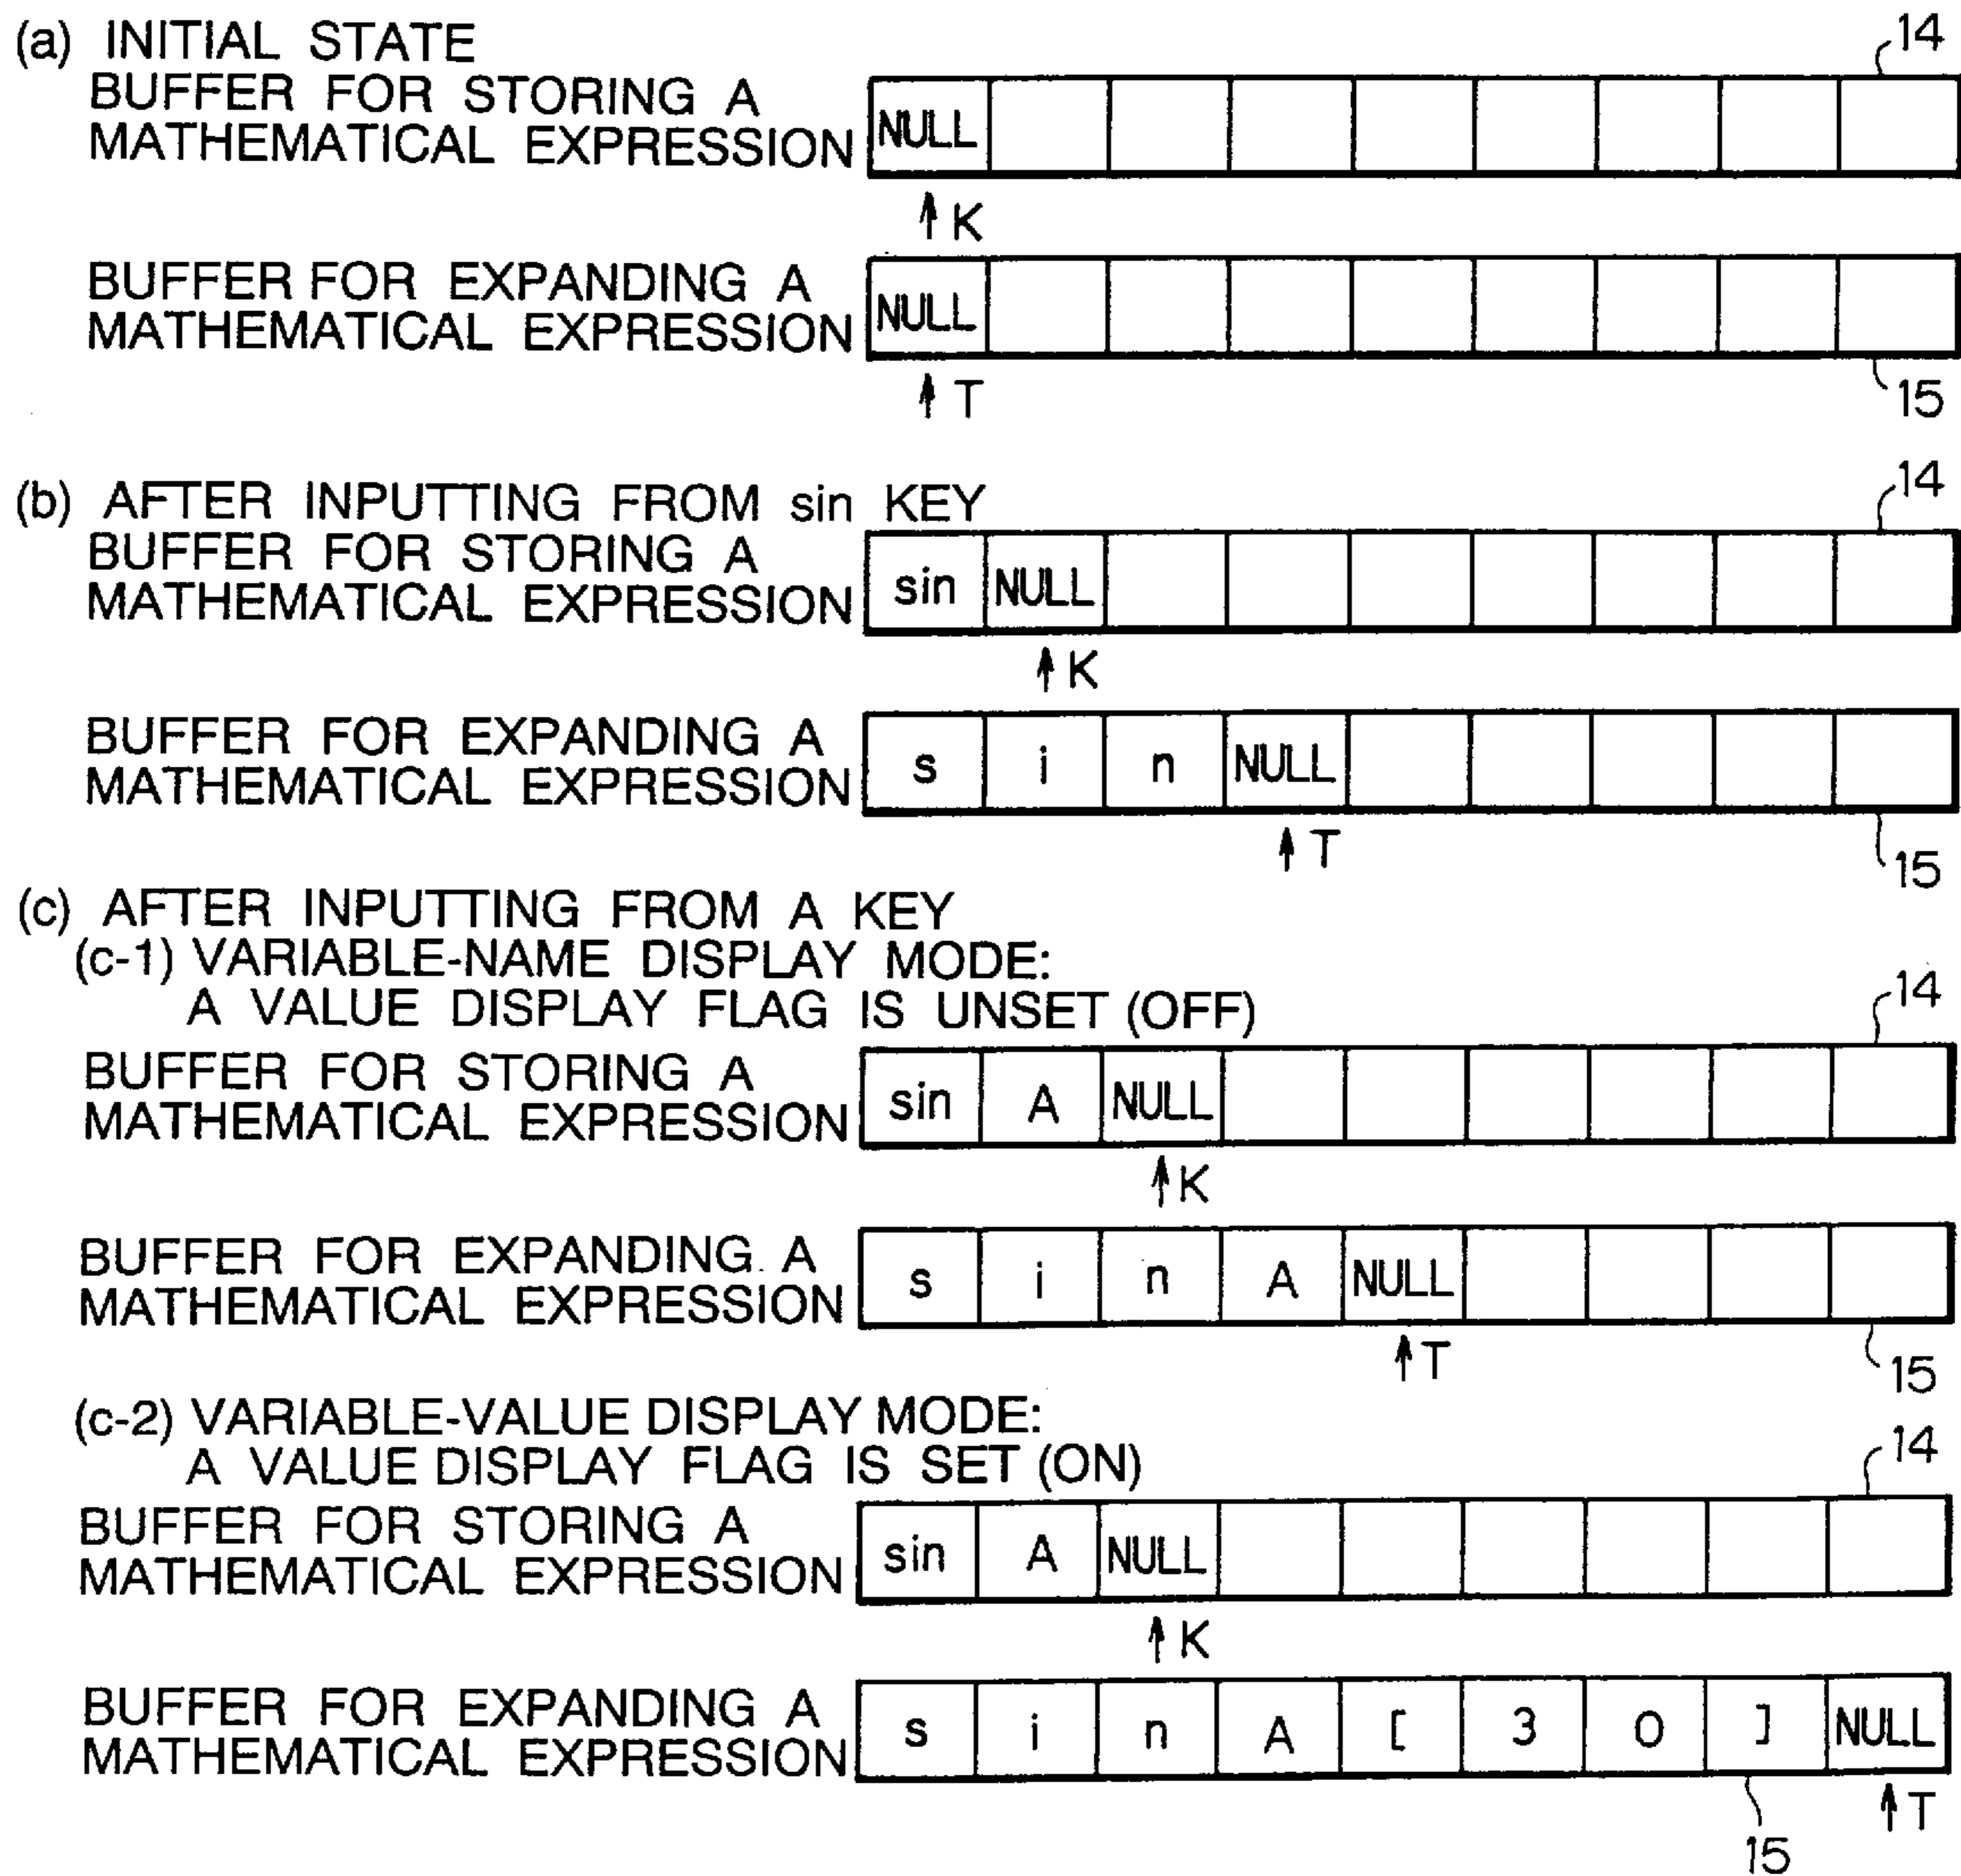 (a) INITIAL STATE
14
BUFFER FOR STORING A
MATHEMATICAL EXPRESSION NULL
K
BUFFER FOR EXPANDING A
MATHEMATICAL EXPRESSION NULL
T
15
(b) AFTER INPUTTING FROM sin KEY
14
BUFFER FOR STORING A
MATHEMATICAL EXPRESSION sin NULL
K
BUFFER FOR EXPANDING A
MATHEMATICAL EXPRESSION s i n NULL
T
15
(c) AFTER INPUTTING FROM A KEY
(c-1) VARIABLE-NAME DISPLAY MODE:
A VALUE DISPLAY FLAG IS UNSET (OFF)
14
BUFFER FOR STORING A
MATHEMATICAL EXPRESSION sin A NULL
K
BUFFER FOR EXPANDING A
MATHEMATICAL EXPRESSION s i n A NULL
T
15
(c-2) VARIABLE-VALUE DISPLAY MODE:
A VALUE DISPLAY FLAG IS SET (ON)
14
BUFFER FOR STORING A
MATHEMATICAL EXPRESSION sin A NULL
K
BUFFER FOR EXPANDING A
MATHEMATICAL EXPRESSION s i n A [ 3 0 ] NULL
T
15